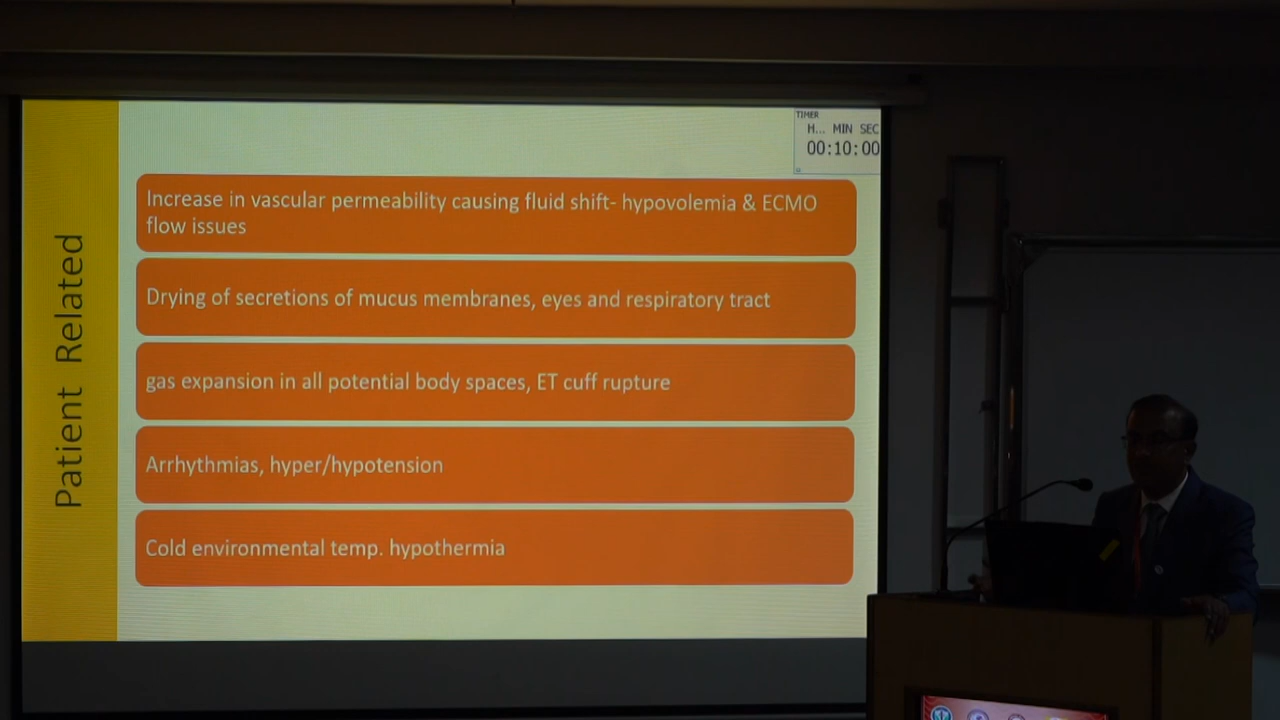 TIMER
H... MIN SEC
00:10:00
Patient Related
Increase in vascular permeability causing fluid shift- hypovolemia & ECMO
flow issues
Drying of secretions of mucus membranes, eyes and respiratory tract
gas expansion in all potential body spaces, ET cuff rupture
Arrhythmias, hyper/hypotension
Cold environmental temp. hypothermia